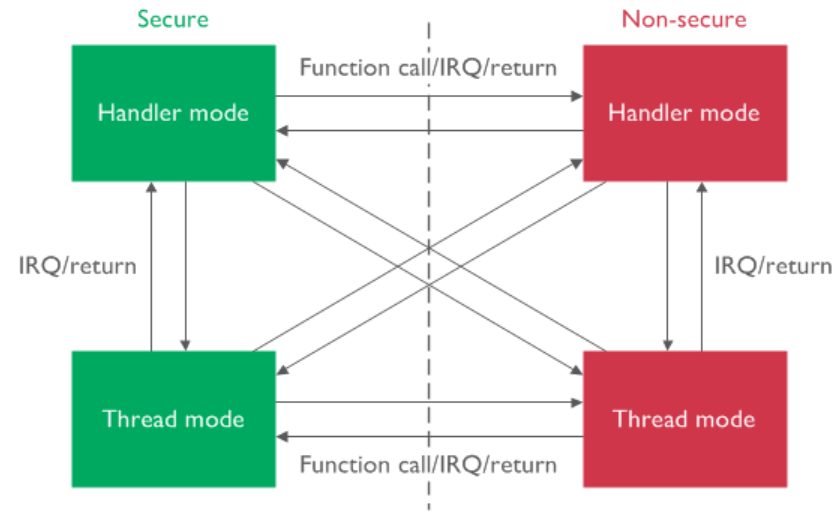 Secure
Non-secure
Function call/IRQ/return
Handler mode
Handler mode
IRQ/return
IRQ/return
Thread mode
Thread mode
Function call/IRQ/return